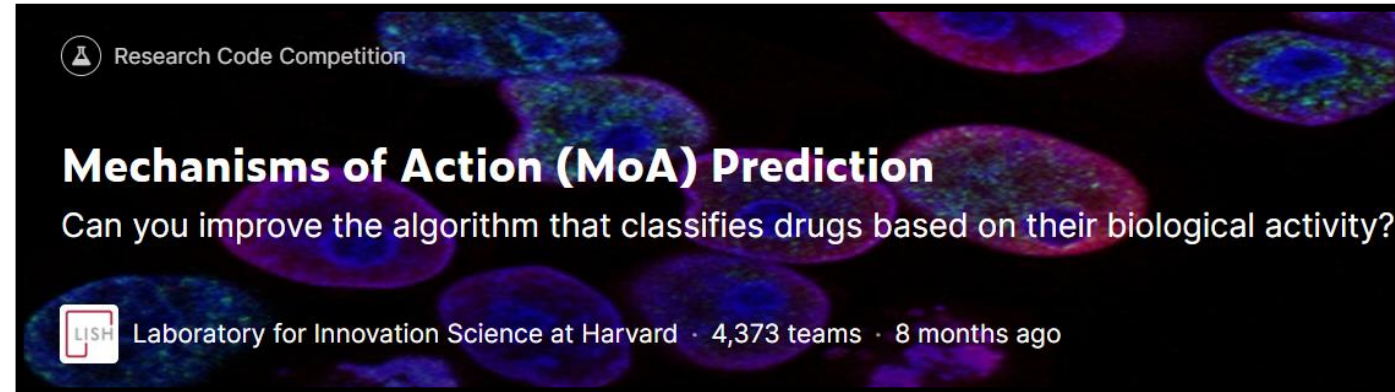 Research Code Competition
Mechanisms of Action (MoA) Prediction
Can you improve the algorithm that classifies drugs based on their biological activity?
LISH
Laboratory for Innovation Science at Harvard · 4,373 teams · 8 months ago